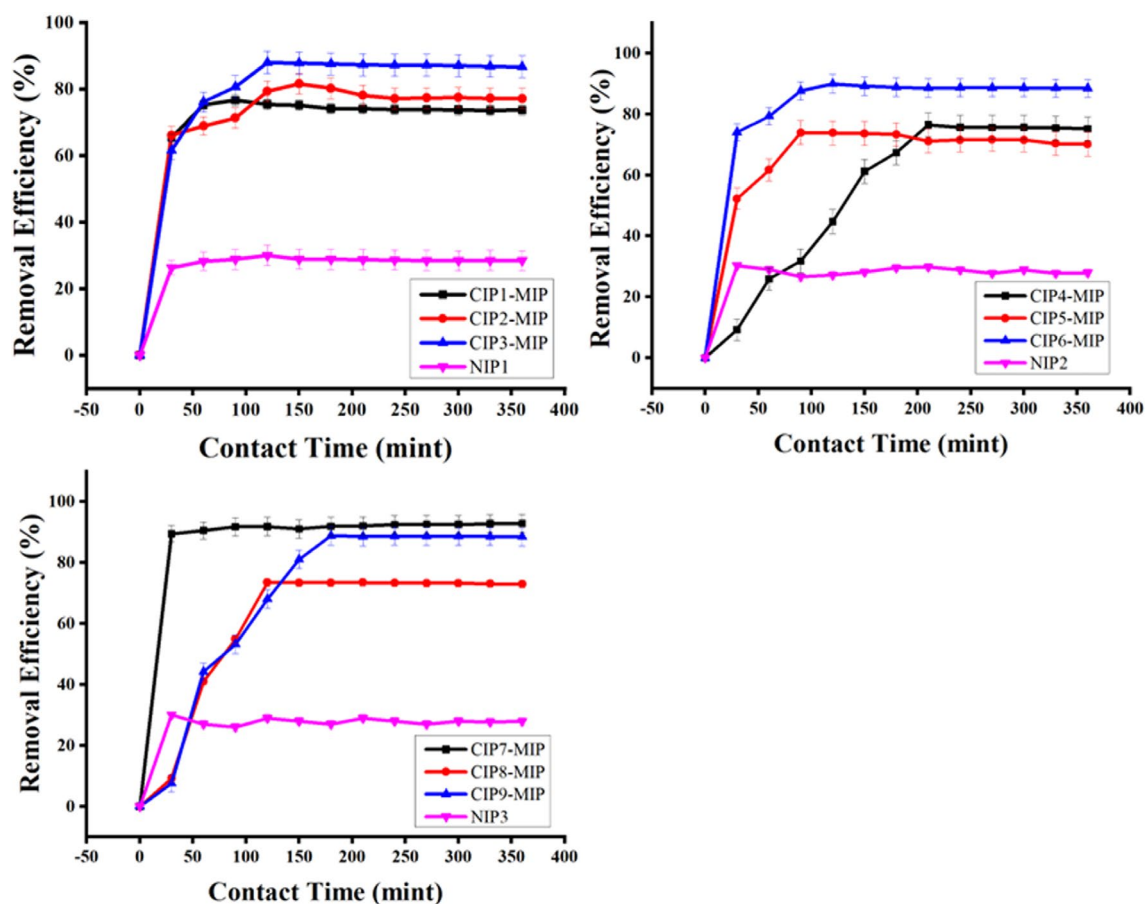 100
80
60
40
20
0
Removal Efficiency (%)
CIP1-MIP
CIP2-MIP
CIP3-MIP
NIP1
-50 0 50 100 150 200 250 300 350 400
Contact Time (mint)
100
80
60
40
20
0
Removal Efficiency (%)
CIP4-MIP
CIP5-MIP
CIP6-MIP
NIP2
-50 0 50 100 150 200 250 300 350 400
Contact Time (mint)
100
80
60
40
20
0
Removal Efficiency (%)
CIP7-MIP
CIP8-MIP
CIP9-MIP
NIP3
-50 0 50 100 150 200 250 300 350 400
Contact Time (mint)